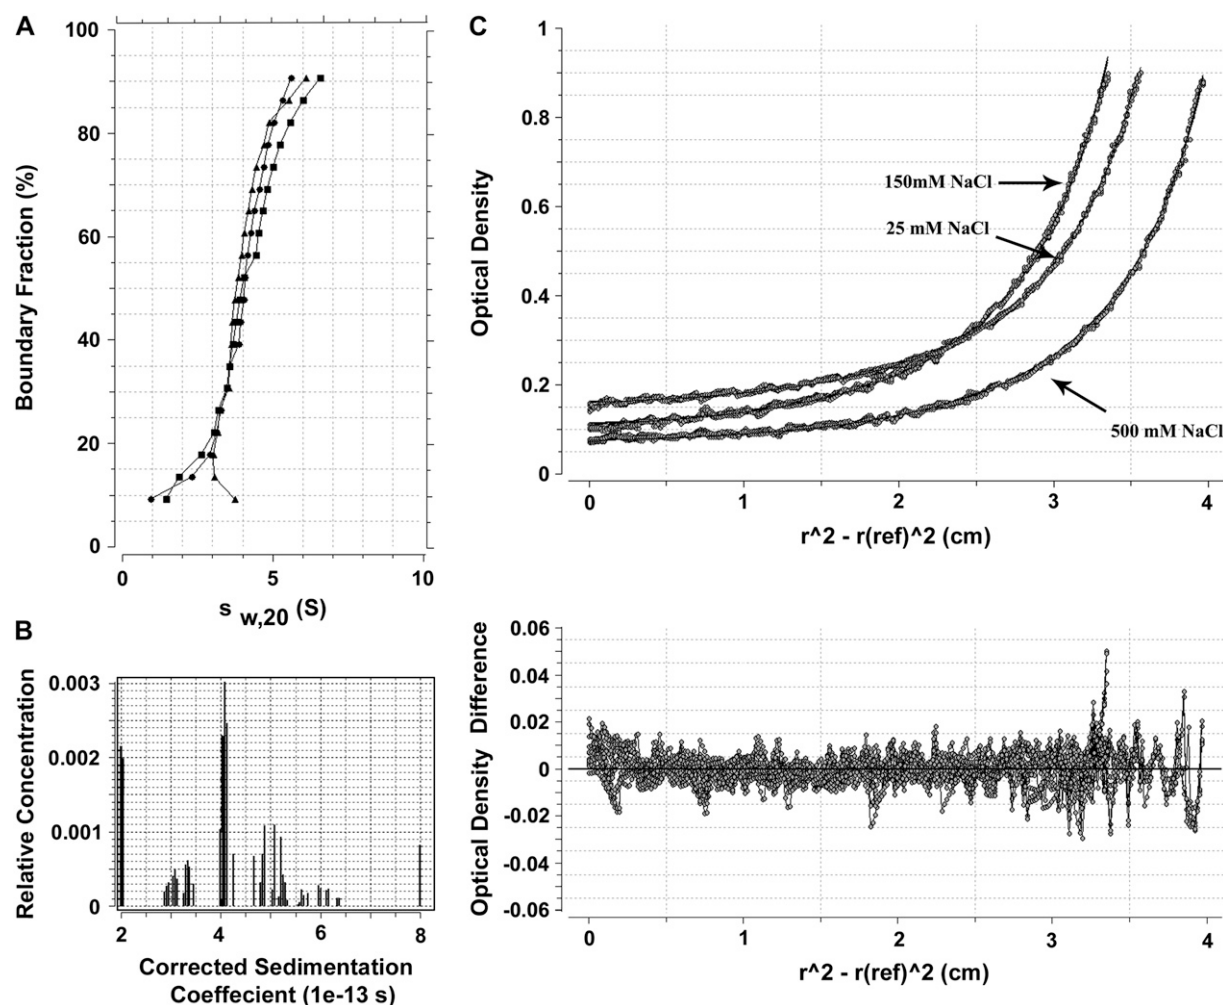 A
100
80
60
40
20
0
Boundary Fraction (%)
0 5 10
s w,20 (S)
B
0.003
0.002
0.001
0
Relative Concentration
2 4 6 8
Corrected Sedimentation
Coeffecient (1e-13 s)
C
1
0.8
0.6
0.4
0.2
0
Optical Density
150mM NaCl
25 mM NaCl
500 mM NaCl
0 1 2 3 4
r^2 - r(ref)^2 (cm)
0.06
0.04
0.02
0
-0.02
-0.04
-0.06
Optical Density Difference
0 1 2 3 4
r^2 - r(ref)^2 (cm)